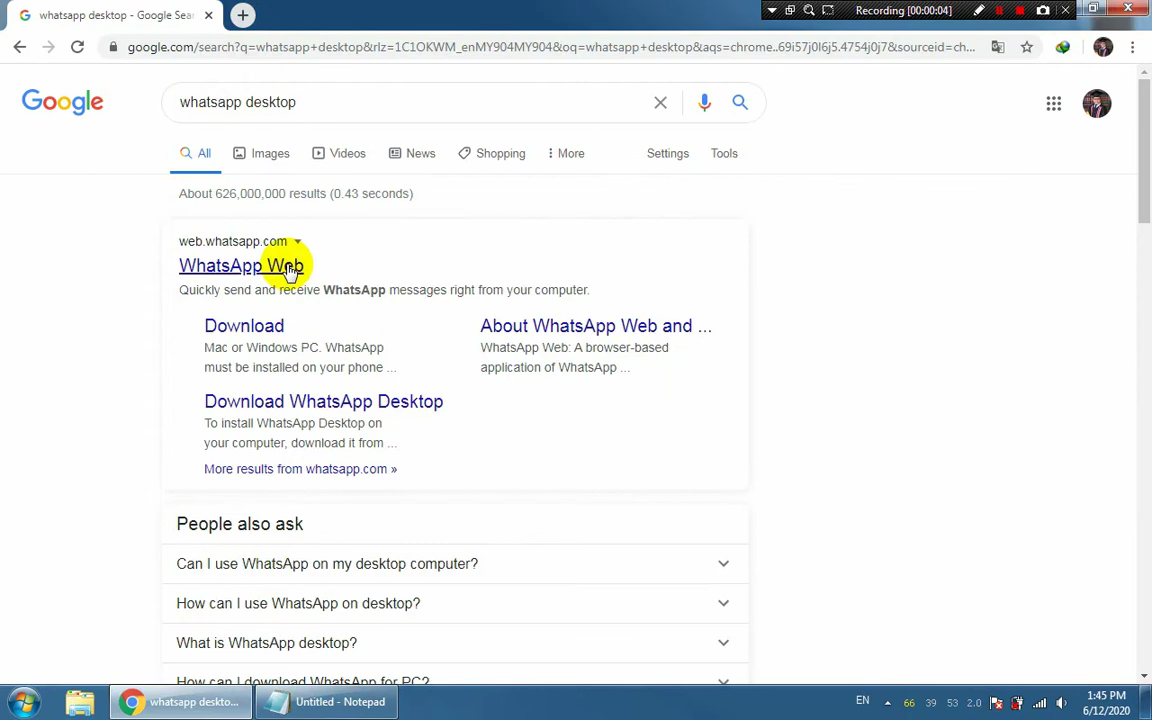 whatsapp desktop - Google Sear
Recording [00:00:04]
google.com/search?q=whatsapp+desktop&rlz=1C1OKWM_enMY904MY904&oq=whatsapp+desktop&aqs=chrome..69i57j0l6j5.4754j0j7&sourceid=ch...
Google
whatsapp desktop
All Images Videos News Shopping More Settings Tools
About 626,000,000 results (0.43 seconds)
web.whatsapp.com
WhatsApp Web
Quickly send and receive WhatsApp messages right from your computer.
Download
Mac or Windows PC. WhatsApp
must be installed on your phone ...
About WhatsApp Web and ...
WhatsApp Web: A browser-based
application of WhatsApp ...
Download WhatsApp Desktop
To install WhatsApp Desktop on
your computer, download it from ...
More results from whatsapp.com »
People also ask
Can I use WhatsApp on my desktop computer?
How can I use WhatsApp on desktop?
What is WhatsApp desktop?
How can I download WhatsApp for PC?
whatsapp deskto...
Untitled - Notepad
EN 66 39 53 2.0
1:45 PM
6/12/2020